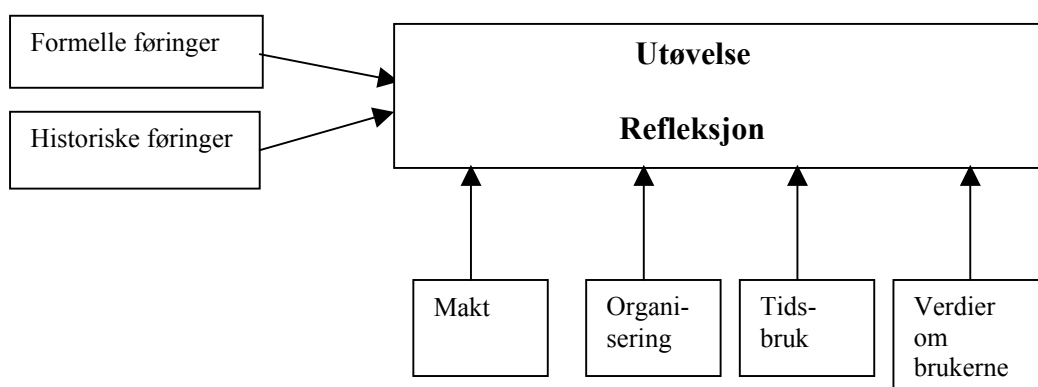 Formelle føringer
Utøvelse
Historiske føringer
Refleksjon
Makt
Organi-
sering
Tids-
bruk
Verdier
om
brukerne